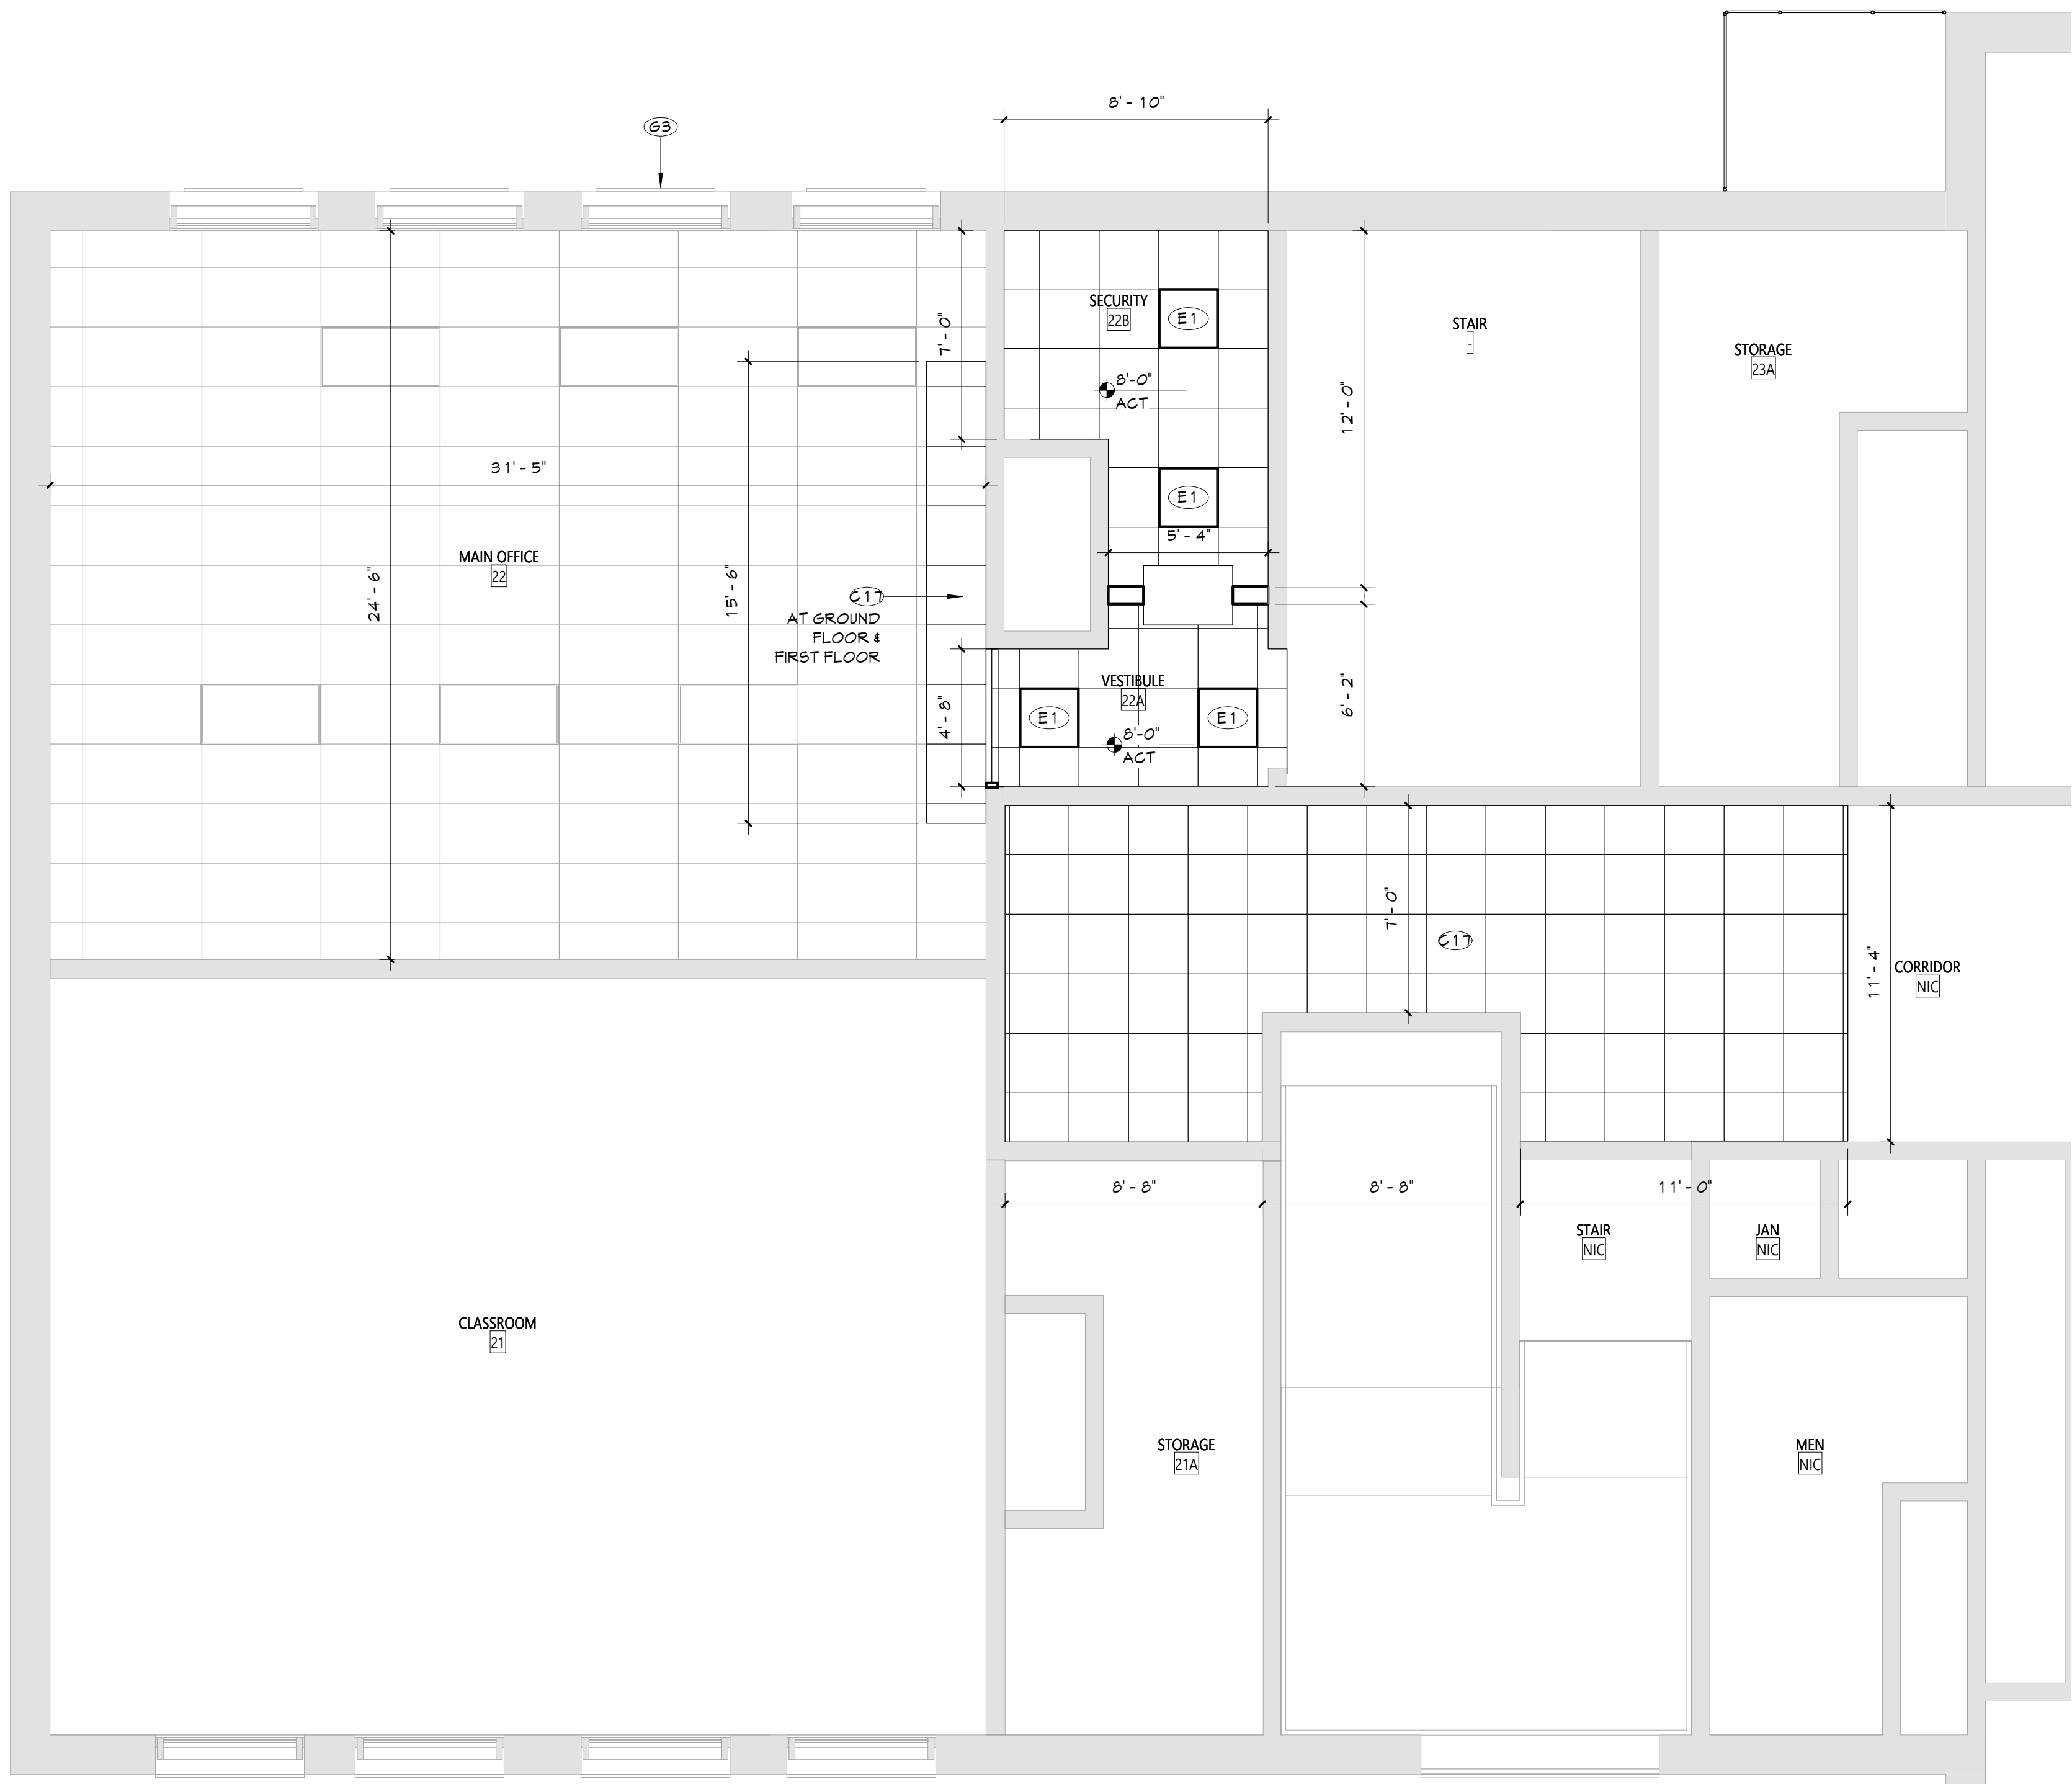 8'- 10"
G3
SECURITY
22B
E1
7'- 0"
STAIR
-
STORAGE
23A
8'-0"
ACT
12'- 0"
31'- 5"
E1
5'- 4"
MAIN OFFICE
22
24'- 6"
15'- 6"
C17
AT GROUND
FLOOR &
FIRST FLOOR
VESTIBULE
22A
4'- 8"
6'- 2"
E1
E1
8'-0"
ACT
7'- 0"
C17
11'- 4"
CORRIDOR
NIC
8'- 8"
8'- 8"
11'- 0"
STAIR
NIC
JAN
NIC
CLASSROOM
21
STORAGE
21A
MEN
NIC